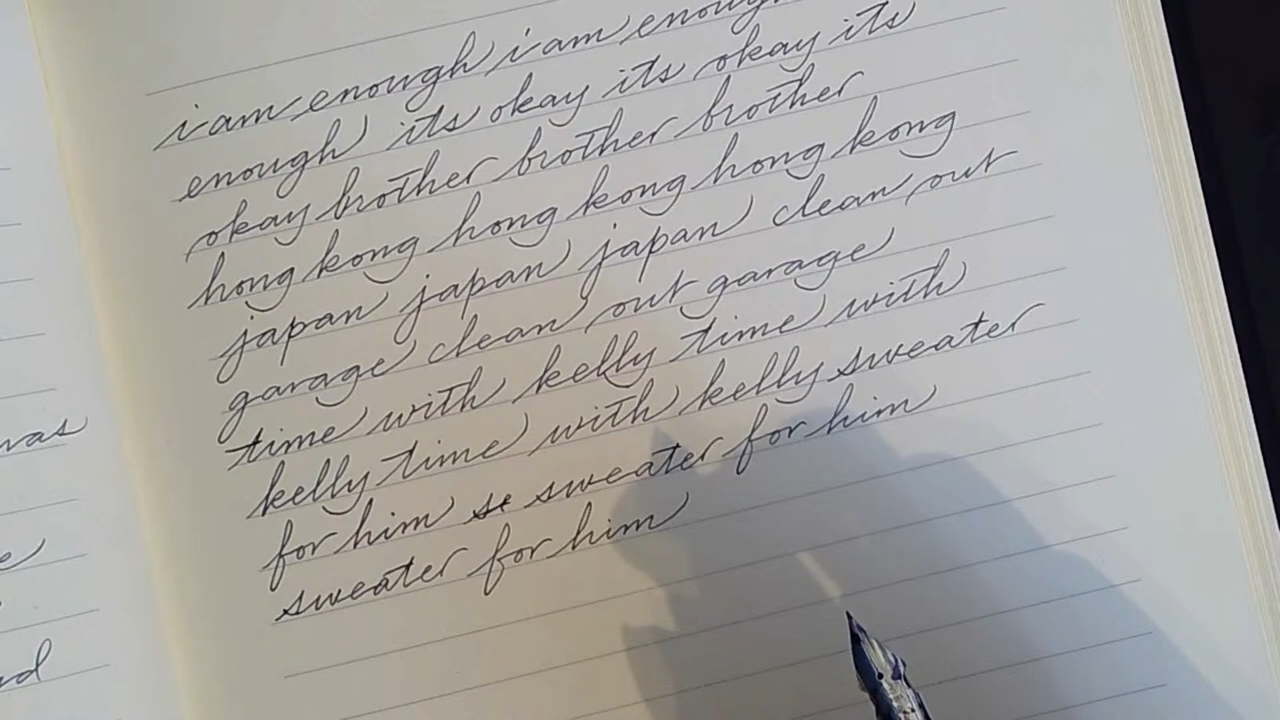 i am enough i am enough
enough its okay its okay its
okay brother brother brother
hong kong hong kong hong kong
japan japan japan clean out
garage clean out garage
time with kelly time with
kelly time with kelly sweater
for him se sweater for him
sweater for him
was
e
nd